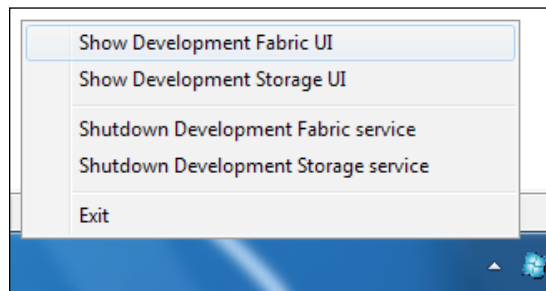 Show Development Fabric UI
Show Development Storage UI
Shutdown Development Fabric service
Shutdown Development Storage service
Exit